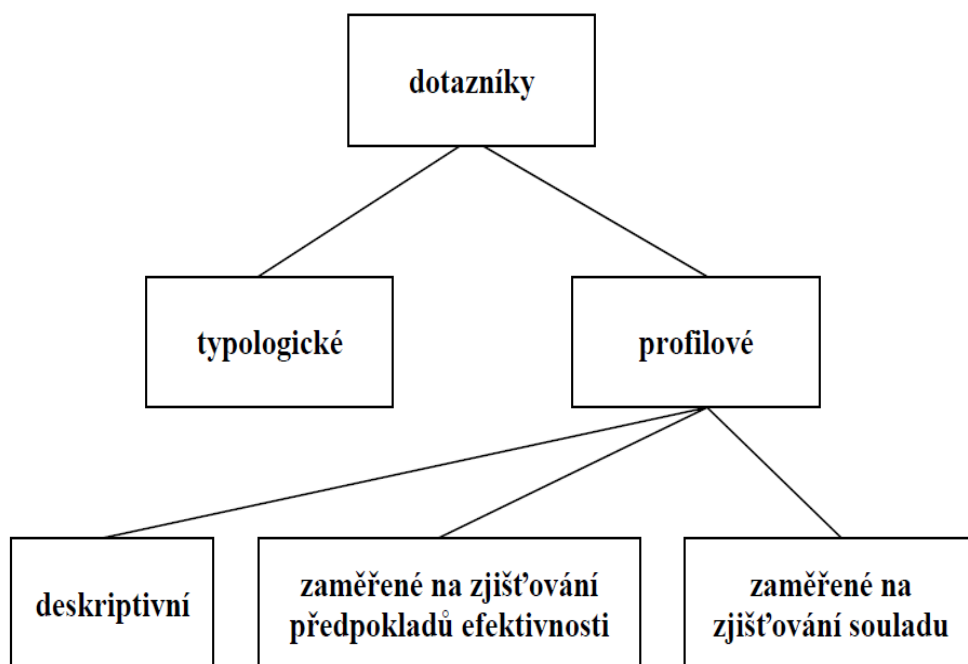 dotazníky
typologické
profilové
deskriptivní
zaměřené na zjišťování
předpokladů efektivnosti
zaměřené na
zjišťování souladu